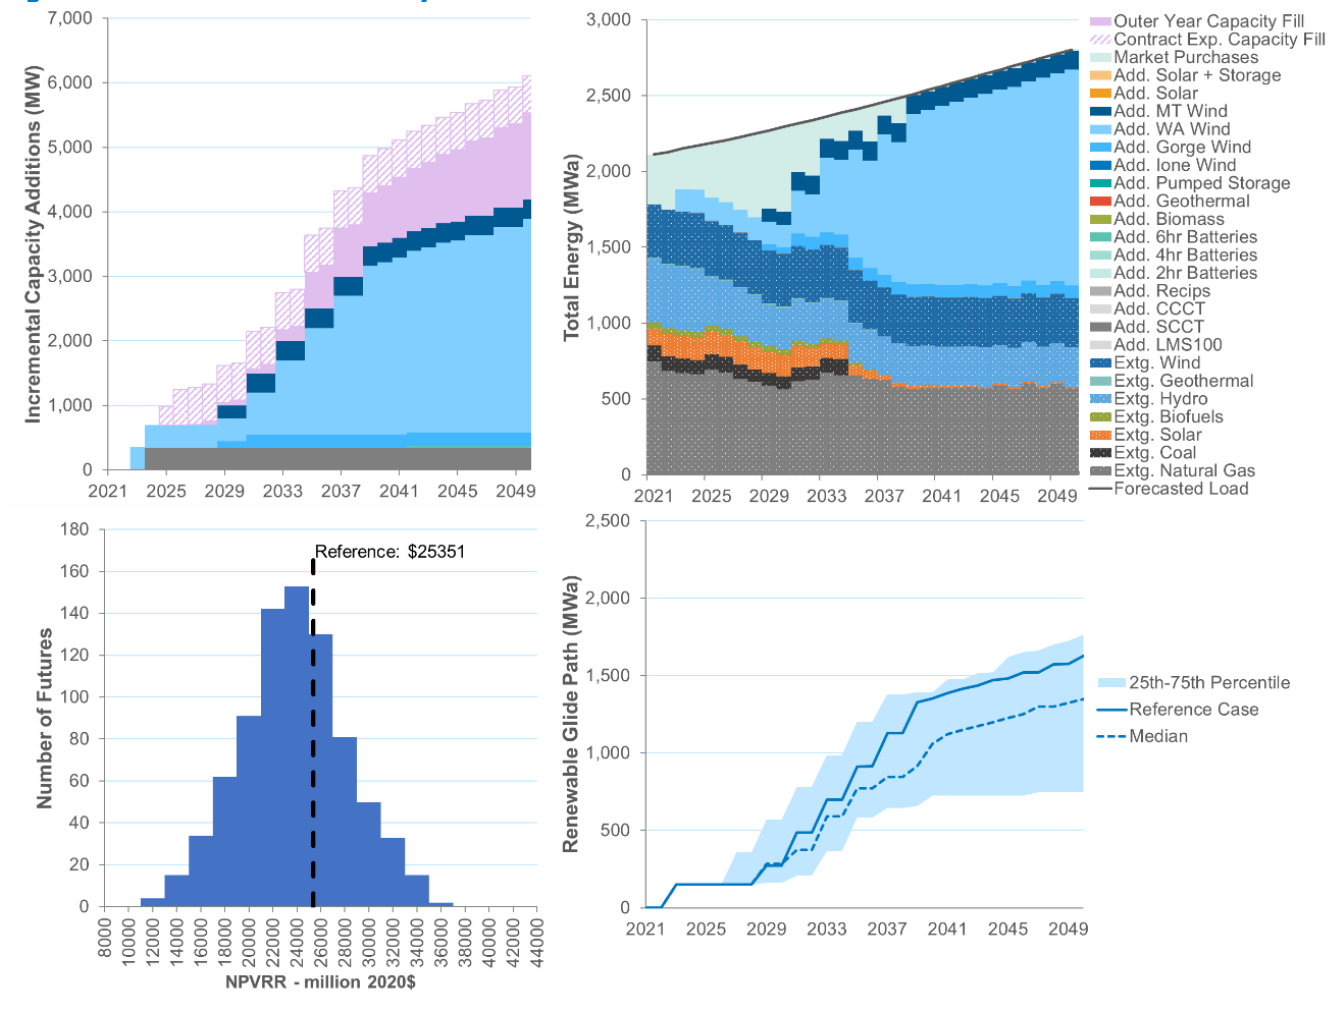 7,000
6,000
5,000
4,000
3,000
2,000
1,000
0
Incremental Capacity Additions (MW)
2021 2025 2029 2033 2037 2041 2045 2049
3,000
2,500
2,000
1,500
1,000
500
0
Total Energy (MWa)
2021 2025 2029 2033 2037 2041 2045 2049
Outer Year Capacity Fill
Contract Exp. Capacity Fill
Market Purchases
Add. Solar + Storage
Add. Solar
Add. MT Wind
Add. WA Wind
Add. Gorge Wind
Add. Ione Wind
Add. Pumped Storage
Add. Geothermal
Add. Biomass
Add. 6hr Batteries
Add. 4hr Batteries
Add. 2hr Batteries
Add. Recips
Add. CCCT
Add. SCCT
Add. LMS100
Extg. Wind
Extg. Geothermal
Extg. Hydro
Extg. Biofuels
Extg. Solar
Extg. Coal
Extg. Natural Gas
Forecasted Load
180
160
140
120
100
80
60
40
20
0
Number of Futures
Reference: $25351
8000 10000 12000 14000 16000 18000 20000 22000 24000 26000 28000 30000 32000 34000 36000 38000 40000 42000 44000
NPVRR - million 2020$
2,500
2,000
1,500
1,000
500
0
Renewable Glide Path (MWa)
2021 2025 2029 2033 2037 2041 2045 2049
25th-75th Percentile
Reference Case
Median